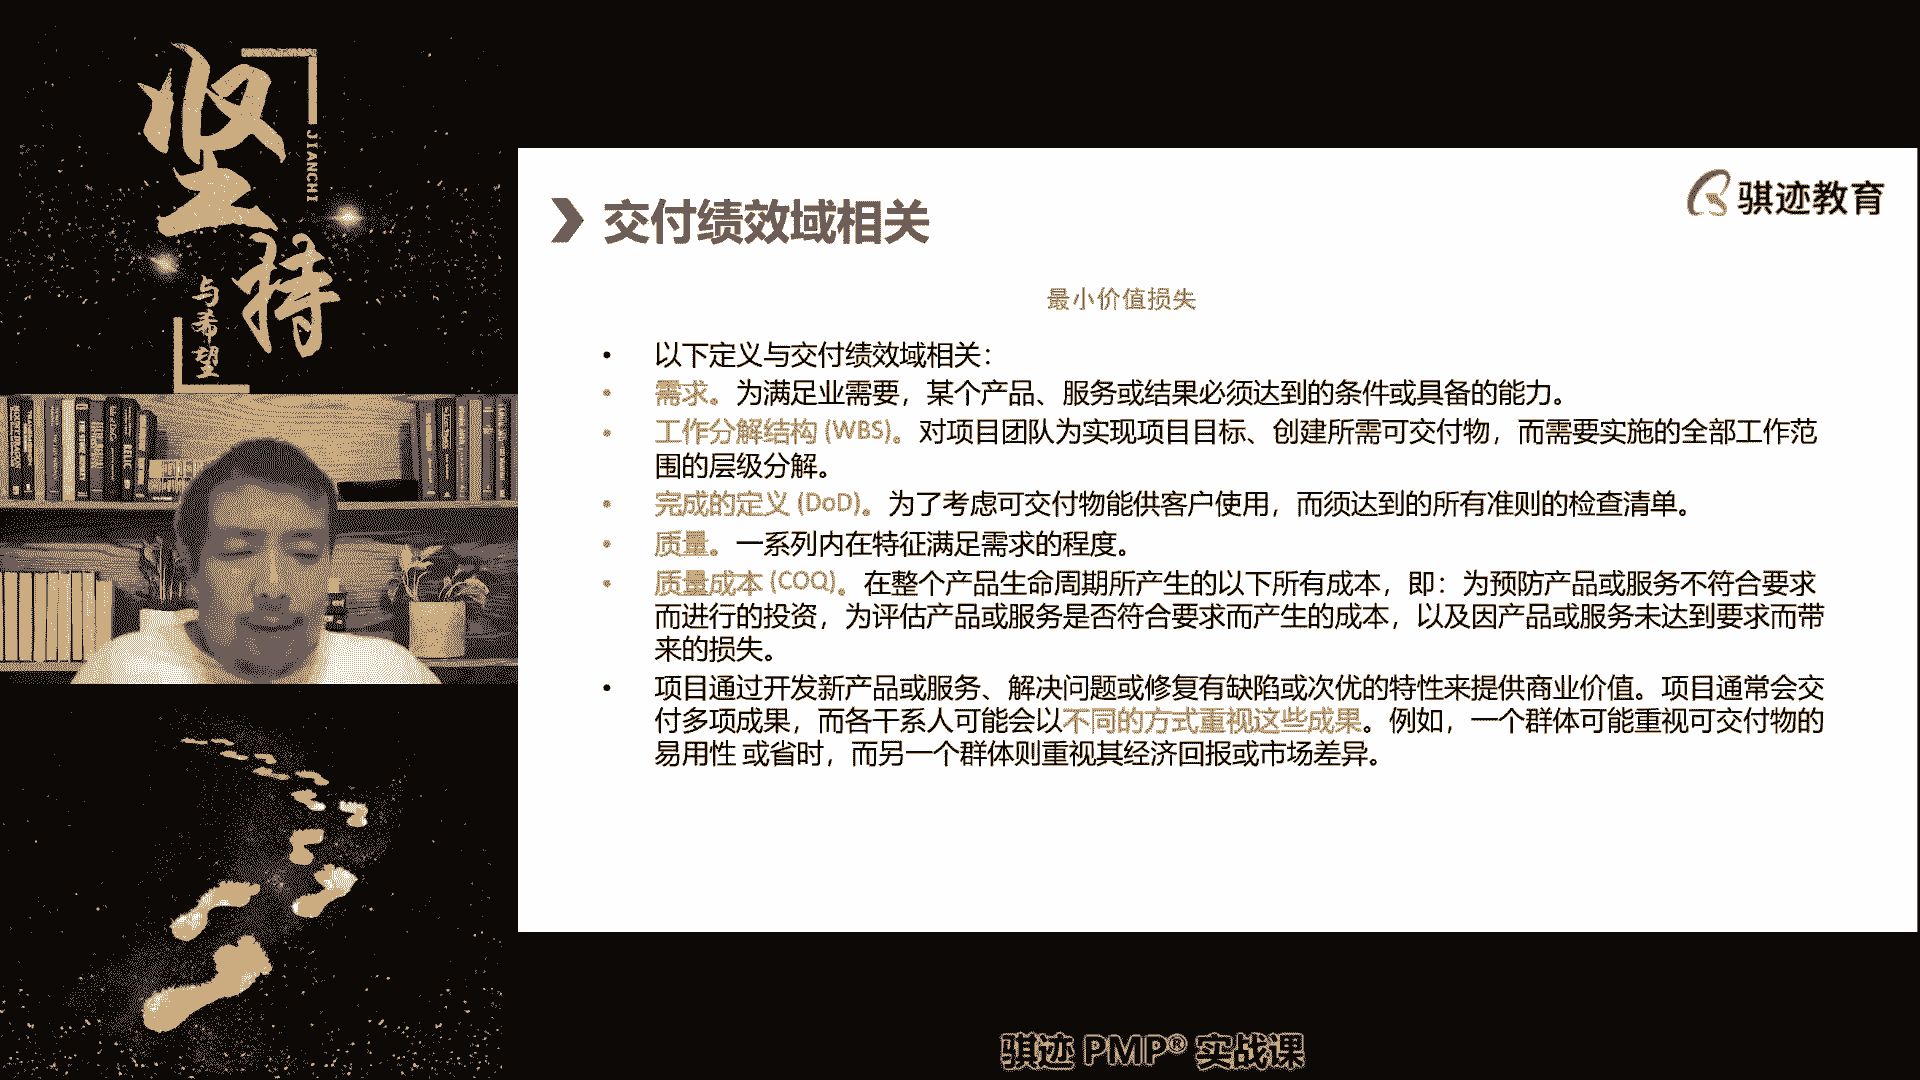 坚持
JIANCHI
与希望
骐迹教育
交付绩效域相关
最小价值损失
• 以下定义与交付绩效域相关：
• 需求。为满足业需要，某个产品、服务或结果必须达到的条件或具备的能力。
• 工作分解结构 (WBS)。对项目团队为实现项目目标、创建所需可交付物，而需要实施的全部工作范
围的层级分解。
• 完成的定义 (DoD)。为了考虑可交付物能供客户使用，而须达到的所有准则的检查清单。
• 质量。一系列内在特征满足需求的程度。
• 质量成本 (COQ)。在整个产品生命周期所产生的以下所有成本，即：为预防产品或服务不符合要求
而进行的投资，为评估产品或服务是否符合要求而产生的成本，以及因产品或服务未达到要求而带
来的损失。
• 项目通过开发新产品或服务、解决问题或修复有缺陷或次优的特性来提供商业价值。项目通常会交
付多项成果，而各干系人可能会以不同的方式重视这些成果。例如，一个群体可能重视可交付物的
易用性 或省时，而另一个群体则重视其经济回报或市场差异。
骐迹 PMP® 实战课